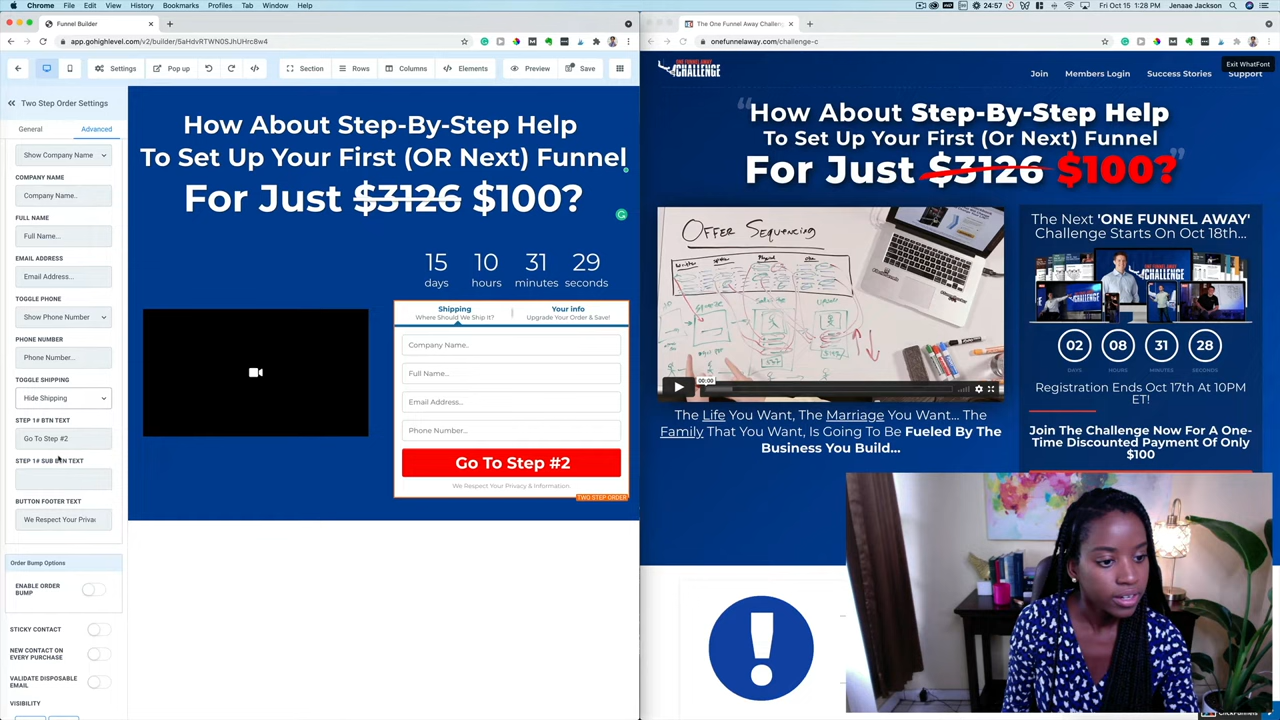 Chrome File Edit View History Bookmarks Profiles Tab Window Help
24:57 Fri Oct 15 1:28 PM Jenaae Jackson
Funnel Builder
app.gohighlevel.com/v2/builder/5aHdvRTWN0SJhUHrc8w4
Settings Pop up Section Rows Columns Elements Preview Save
Two Step Order Settings
General Advanced
Show Company Name
COMPANY NAME
Company Name..
FULL NAME
Full Name...
EMAIL ADDRESS
Email Address...
TOGGLE PHONE
Show Phone Number
PHONE NUMBER
Phone Number...
TOGGLE SHIPPING
Hide Shipping
STEP 1# BTN TEXT
Go To Step #2
STEP 1# SUB BTN TEXT
BUTTON FOOTER TEXT
We Respect Your Priva
Order Bump Options
ENABLE ORDER
BUMP
STICKY CONTACT
NEW CONTACT ON
EVERY PURCHASE
VALIDATE DISPOSABLE
EMAIL
VISIBILITY
How About Step-By-Step Help
To Set Up Your First (OR Next) Funnel
For Just $3126 $100?
15 10 31 29
days hours minutes seconds
Shipping
Where Should We Ship It?
Your info
Upgrade Your Order & Save!
Company Name..
Full Name...
Email Address...
Phone Number...
Go To Step #2
We Respect Your Privacy & Information.
TWO STEP ORDER
The One Funnel Away Challen
onefunnelaway.com/challenge-c
Exit WhatFont
ONE FUNNEL AWAY
CHALLENGE
Join Members Login Success Stories Support
“How About Step-By-Step Help
To Set Up Your First (Or Next) Funnel
For Just $3126 $100?”
OFFER SEQUENCING
00:00
The Life You Want, The Marriage You Want... The
Family That You Want, Is Going To Be Fueled By The
Business You Build...
The Next 'ONE FUNNEL AWAY'
Challenge Starts On Oct 18th...
02 08 31 28
DAYS HOURS MINUTES SECONDS
Registration Ends Oct 17th At 10PM
ET!
Join The Challenge Now For A One-
Time Discounted Payment Of Only
$100
!